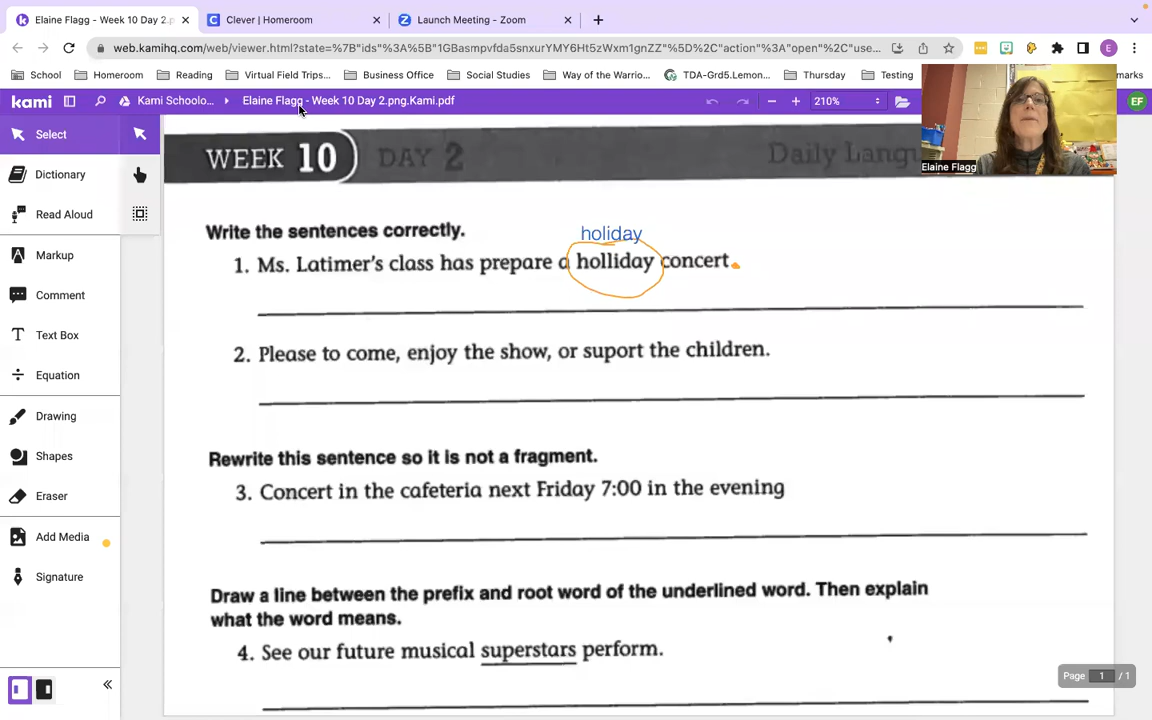 Elaine Flagg - Week 10 Day 2.p
Clever | Homeroom
Launch Meeting - Zoom
web.kamihq.com/web/viewer.html?state=%7B"ids"%3A%5B"1GBasmpvfda5snxurYMY6Ht5zWxm1gnZZ"%5D%2C"action"%3A"open"%2C"use...
E
School
Homeroom
Reading
Virtual Field Trips...
Business Office
Social Studies
Way of the Warrio...
TDA-Grd5.Lemon...
Thursday
Testing
marks
kami
Kami Schoolo...
Elaine Flagg - Week 10 Day 2.png.Kami.pdf
210%
EF
Select
Dictionary
Read Aloud
Markup
Comment
Text Box
Equation
Drawing
Shapes
Eraser
Add Media
Signature
Elaine Flagg
WEEK 10 DAY 2 Daily Langu
Write the sentences correctly.
holiday
1. Ms. Latimer's class has prepare a holliday concert.
2. Please to come, enjoy the show, or suport the children.
Rewrite this sentence so it is not a fragment.
3. Concert in the cafeteria next Friday 7:00 in the evening
Draw a line between the prefix and root word of the underlined word. Then explain
what the word means.
4. See our future musical superstars perform.
Page 1 / 1